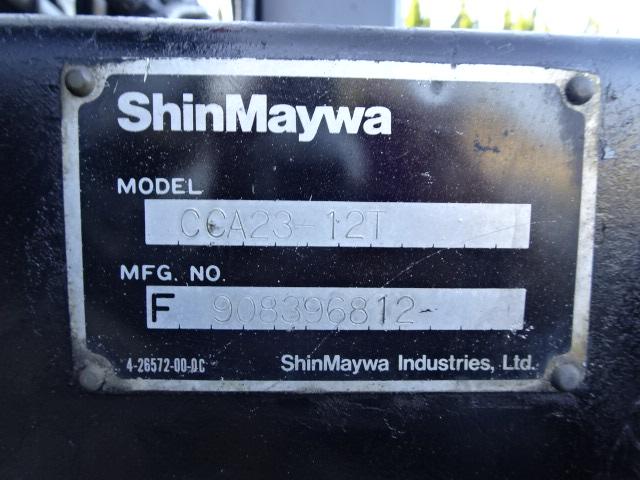 ShinMaywa
MODEL
CCA23-12T
MFG. NO.
F 908396812-
4-26572-00-DC
ShinMaywa Industries, Ltd.